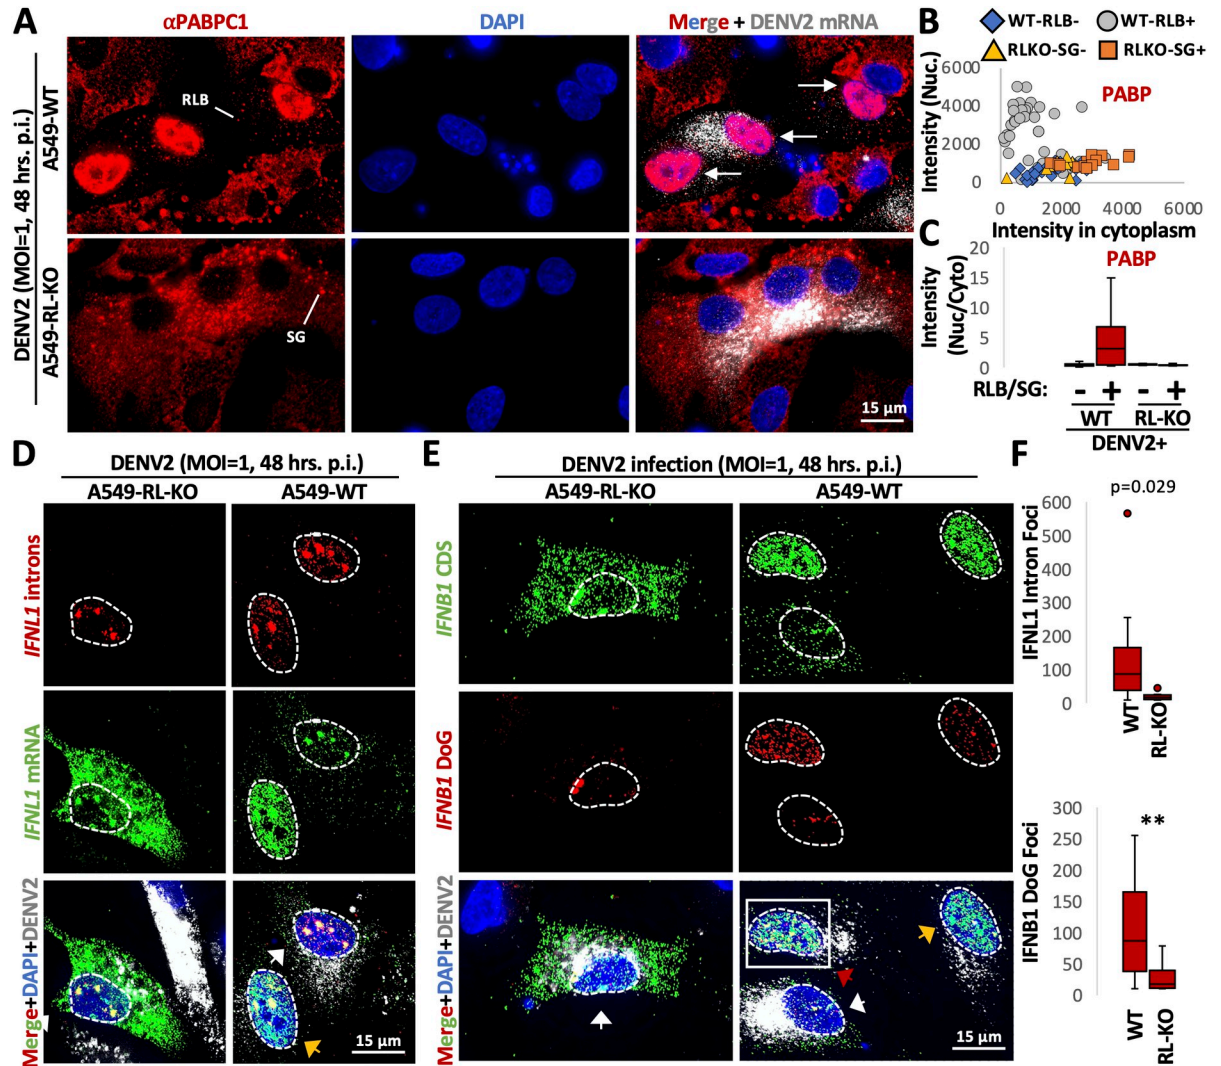 A
αPABPC1
DAPI
Merge + DENV2 mRNA
DENV2 (MOI=1, 48 hrs. p.i.)
A549-WT
A549-RL-KO
RLB
SG
15 μm
B
WT-RLB-
WT-RLB+
RLKO-SG-
RLKO-SG+
Intensity (Nuc.)
6000
4000
2000
0
PABP
0 2000 4000 6000
Intensity in cytoplasm
C
Intensity
(Nuc/Cyto)
20
15
10
5
0
PABP
RLB/SG: - + - +
WT RL-KO
DENV2+
D
DENV2 (MOI=1, 48 hrs. p.i.)
A549-RL-KO
A549-WT
IFNL1 introns
IFNL1 mRNA
Merge+DAPI+DENV2
15 μm
E
DENV2 infection (MOI=1, 48 hrs. p.i.)
A549-RL-KO
A549-WT
IFNB1 CDS
IFNB1 DoG
Merge+DAPI+DENV2
15 μm
F
p=0.029
IFNL1 Intron Foci
600
500
400
300
200
100
0
WT
RL-KO
**
IFNB1 DoG Foci
300
250
200
150
100
50
0
WT
RL-KO